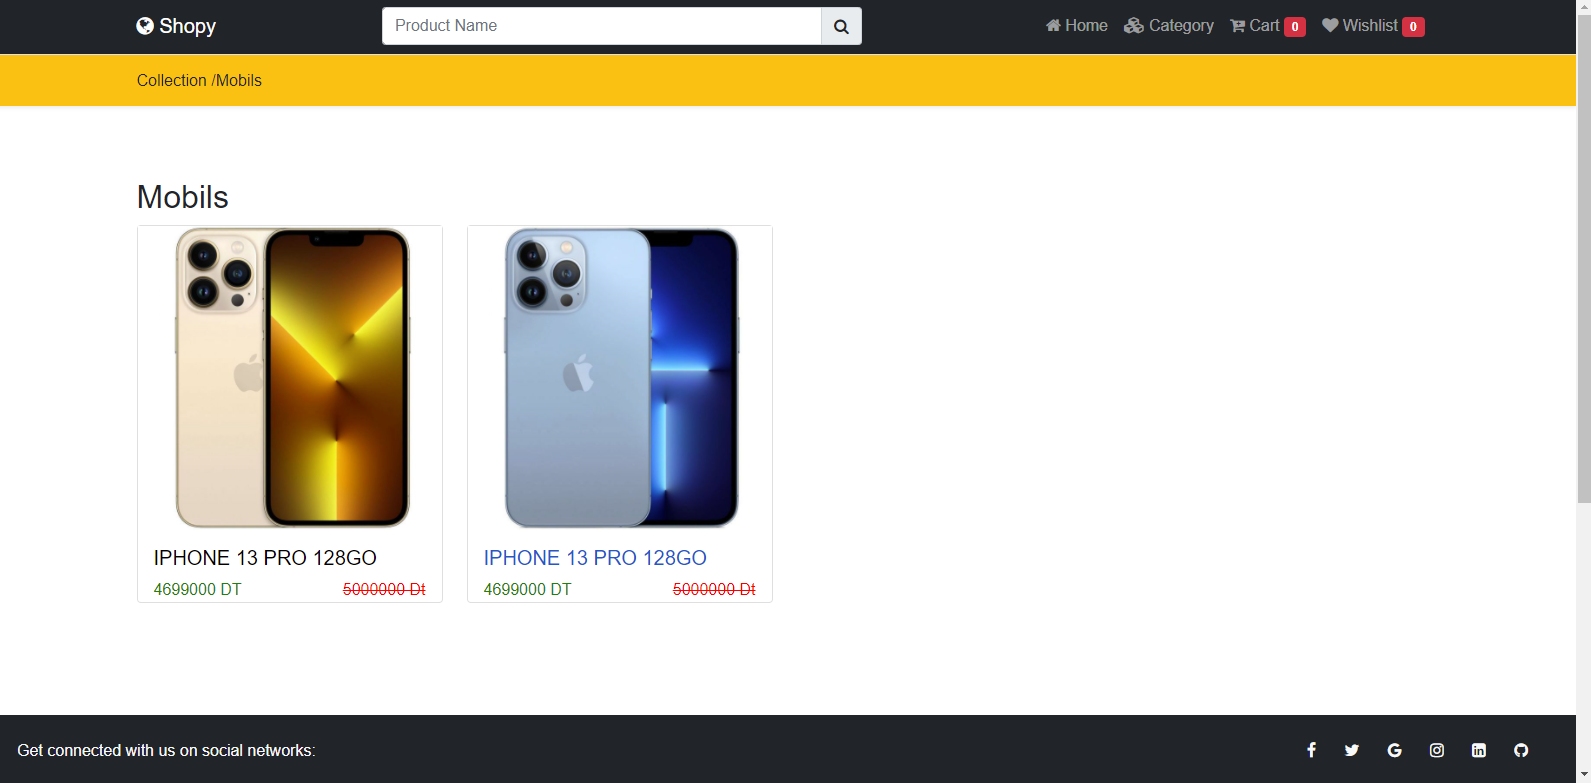 Shopy
Product Name
Home Category Cart 0 Wishlist 0
Collection /Mobils
Mobils
IPHONE 13 PRO 128GO
4699000 DT 5000000 Dt
IPHONE 13 PRO 128GO
4699000 DT 5000000 Dt
Get connected with us on social networks: